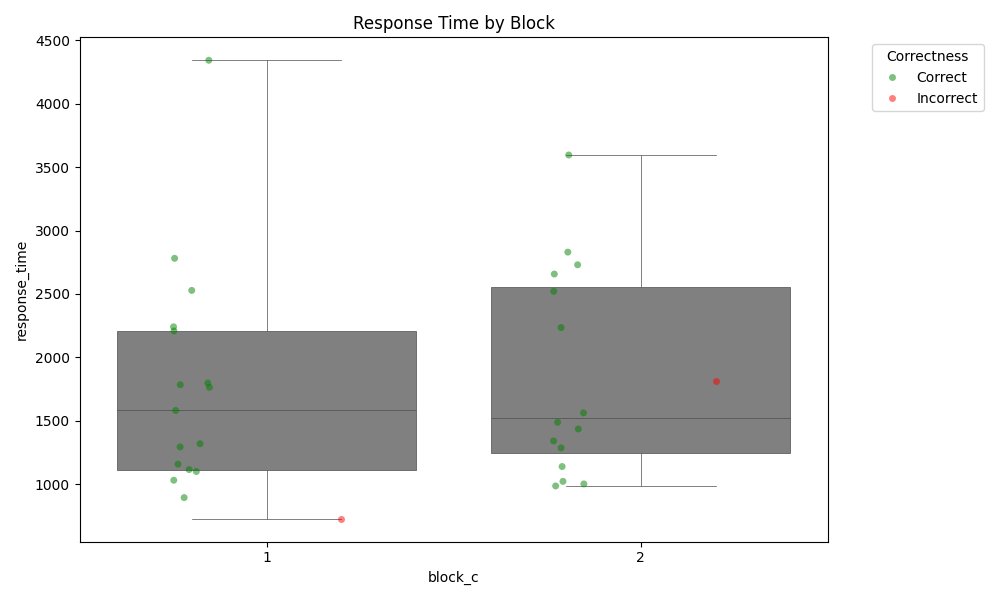 Response Time by Block
Correctness
Correct
Incorrect
4500
4000
3500
3000
2500
2000
1500
1000
response_time
1
2
block_c